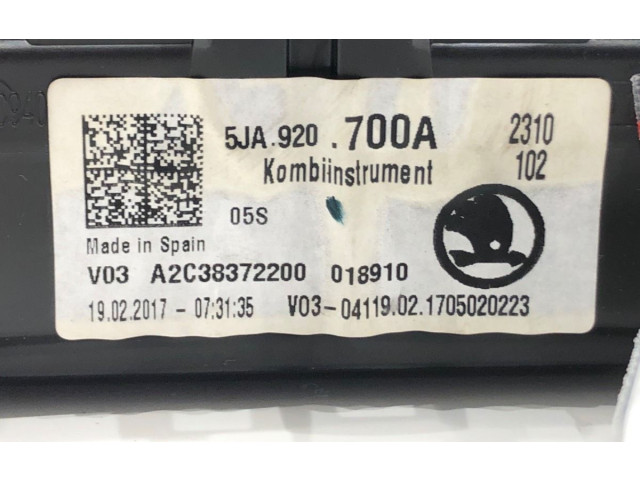 5JA.920 .700A 2310
Kombiinstrument 102
05S
Made in Spain
V03 A2C38372200 018910
19.02.2017 - 07:31:35 V03-04119.02.1705020223